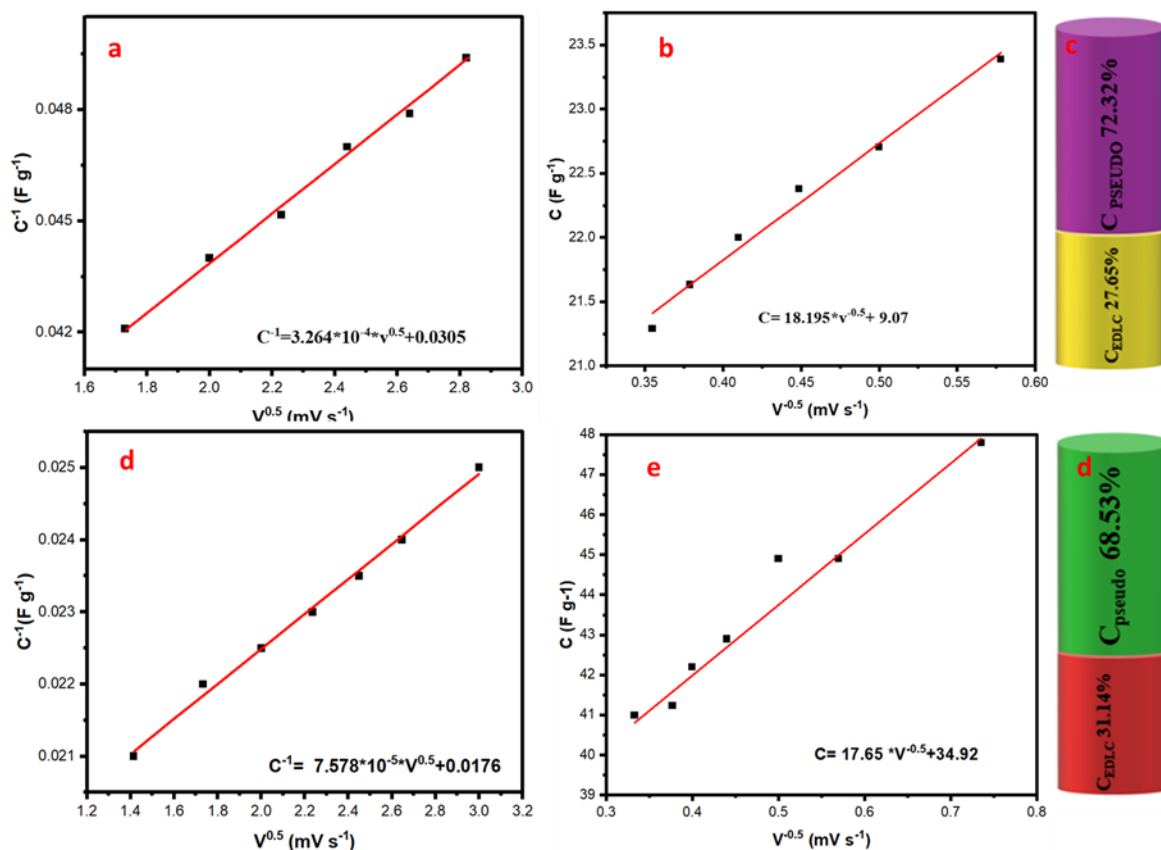 a
0.048
0.045
0.042
C⁻¹ (F g⁻¹)
C⁻¹=3.264*10⁻⁴*v⁰·⁵+0.0305
1.6 1.8 2.0 2.2 2.4 2.6 2.8 3.0
V⁰·⁵ (mV s⁻¹)
b
23.5
23.0
22.5
22.0
21.5
21.0
C (F g⁻¹)
C= 18.195*v⁻⁰·⁵+ 9.07
0.35 0.40 0.45 0.50 0.55 0.60
V⁻⁰·⁵ (mV s⁻¹)
c
C PSEUDO 72.32%
C EDLC 27.65%
d
0.025
0.024
0.023
0.022
0.021
C⁻¹(F g⁻¹)
C⁻¹= 7.578*10⁻⁵*V⁰·⁵+0.0176
1.2 1.4 1.6 1.8 2.0 2.2 2.4 2.6 2.8 3.0 3.2
V⁰·⁵ (mV s⁻¹)
e
48
47
46
45
44
43
42
41
40
39
C (F g-1)
C= 17.65 *V⁻⁰·⁵+34.92
0.3 0.4 0.5 0.6 0.7 0.8
V⁻⁰·⁵ (mV s⁻¹)
d
Cpseudo 68.53%
CEDLC 31.14%